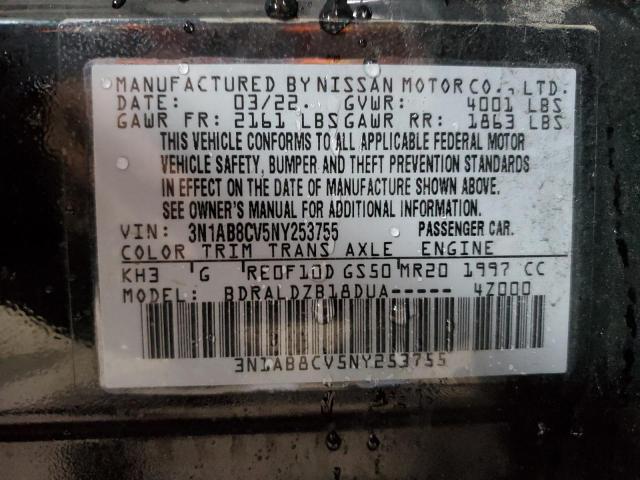 MANUFACTURED BY NISSAN MOTOR CO., LTD.
DATE: 03/22 GVWR: 4001 LBS
GAWR FR: 2161 LBS GAWR RR: 1863 LBS
THIS VEHICLE CONFORMS TO ALL APPLICABLE FEDERAL MOTOR
VEHICLE SAFETY, BUMPER AND THEFT PREVENTION STANDARDS
IN EFFECT ON THE DATE OF MANUFACTURE SHOWN ABOVE.
SEE OWNER'S MANUAL FOR ADDITIONAL INFORMATION.
VIN: 3N1AB8CV5NY253755 PASSENGER CAR.
COLOR TRIM TRANS/AXLE ENGINE
KH3 G RE0F10D GS50 MR20 1997 CC
MODEL: BDRALDZB18DUA----- 4Z000
3N1AB8CV5NY253755